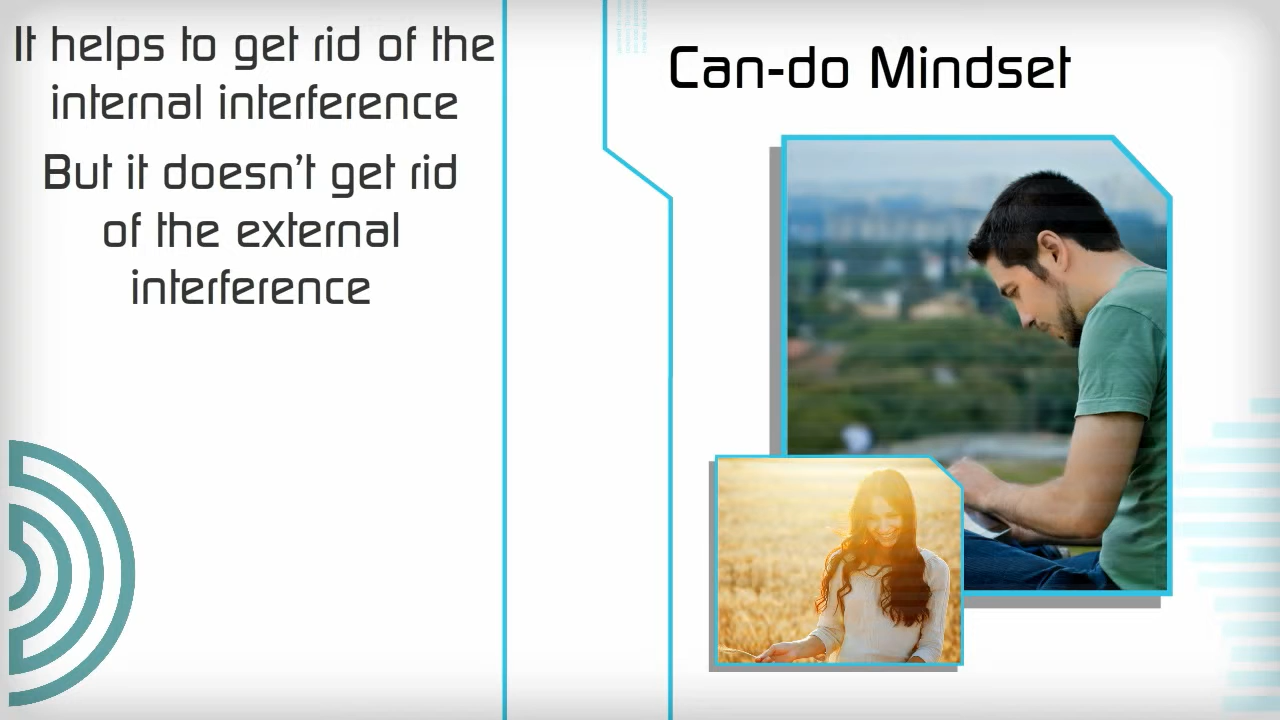 It helps to get rid of the
internal interference
But it doesn't get rid
of the external
interference
Can-do Mindset